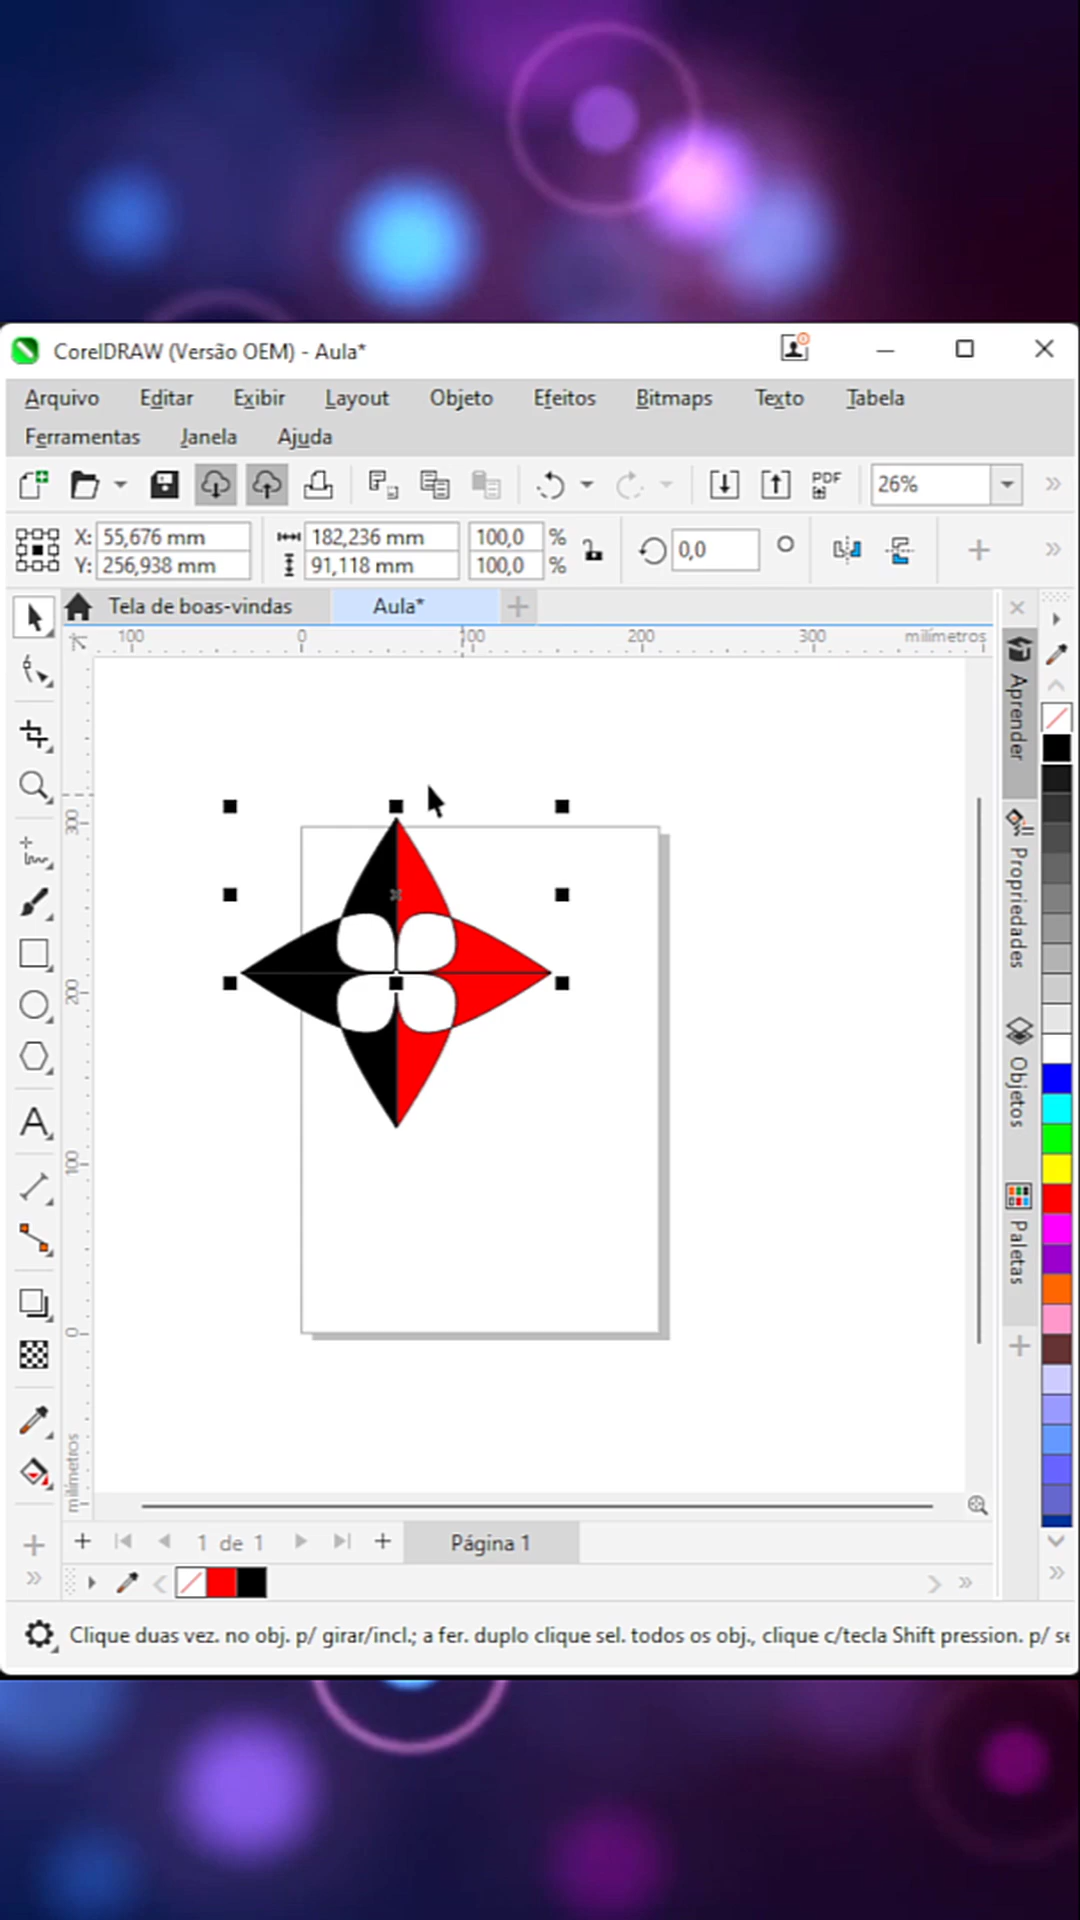 CorelDRAW (Versão OEM) - Aula*
Arquivo Editar Exibir Layout Objeto Efeitos Bitmaps Texto Tabela
Ferramentas Janela Ajuda
PDF 26%
X: 55,676 mm 182,236 mm 100,0 % 0,0
Y: 256,938 mm 91,118 mm 100,0 %
Tela de boas-vindas Aula*
100 0 100 200 300 milímetros
Aprender
Propriedades
Objetos
Paletas
300
200
100
0
milímetros
A
1 de 1 Página 1
Clique duas vez. no obj. p/ girar/incl.; a fer. duplo clique sel. todos os obj., clique c/tecla Shift pression. p/ se